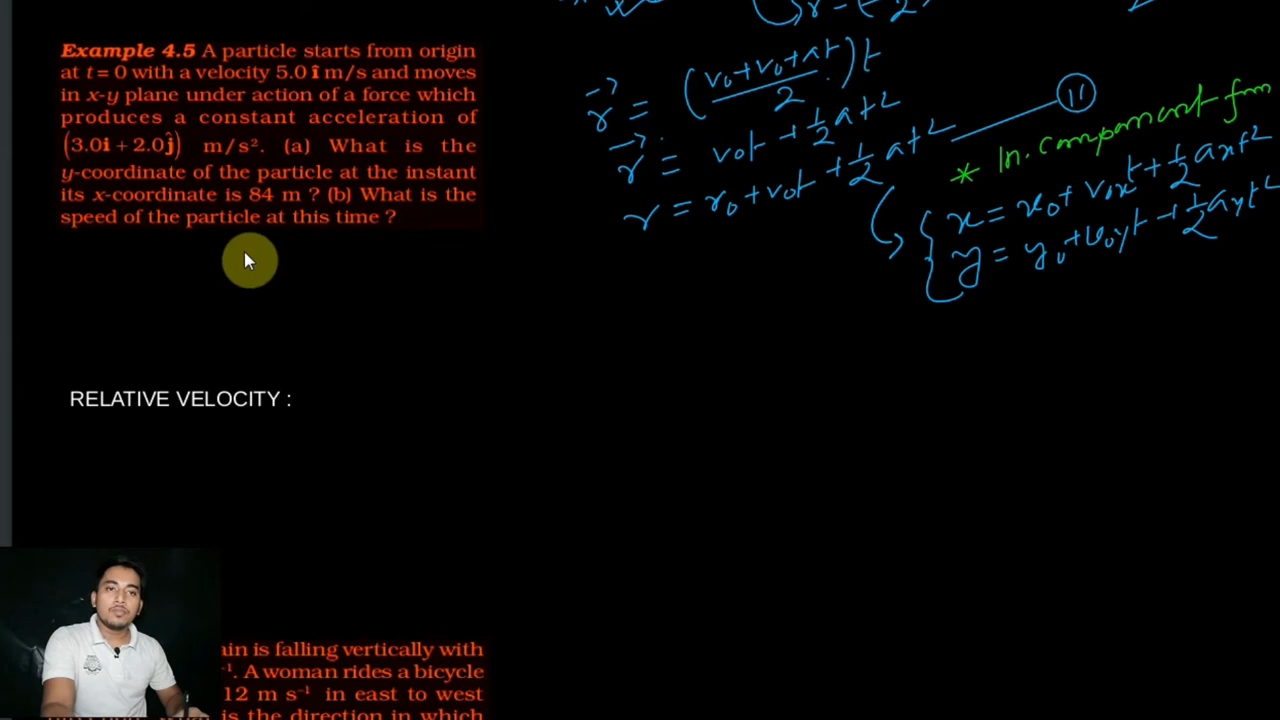 Example 4.5 A particle starts from origin
at t = 0 with a velocity 5.0 î m/s and moves
in x-y plane under action of a force which
produces a constant acceleration of
(3.0i + 2.0ĵ) m/s². (a) What is the
y-coordinate of the particle at the instant
its x-coordinate is 84 m ? (b) What is the
speed of the particle at this time ?
r⃗ = ((v₀+v₀+at)/2)t
r⃗ = v₀t + ½at²
r = r₀ + v₀t + ½at² (11)
* In component form
x = x₀ + v₀ₓt + ½aₓt²
y = y₀ + v₀yt + ½ayt²
RELATIVE VELOCITY :
ain is falling vertically with
⁻¹. A woman rides a bicycle
12 m s⁻¹ in east to west
is the direction in which